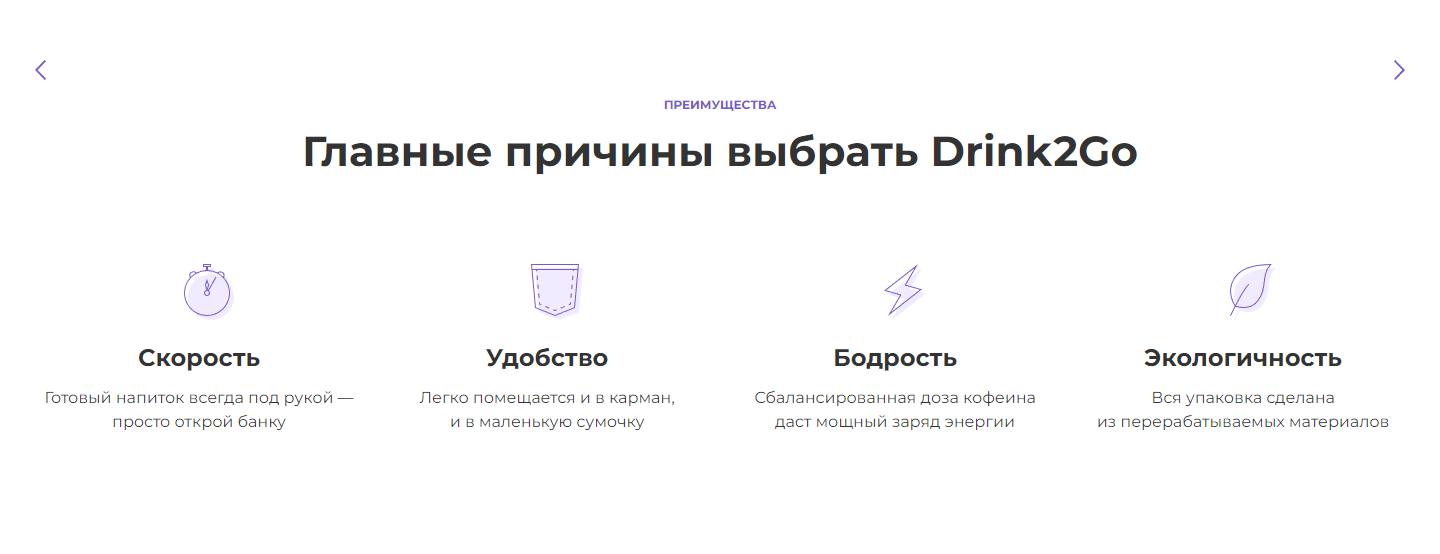 ПРЕИМУЩЕСТВА
Главные причины выбрать Drink2Go
Скорость
Готовый напиток всегда под рукой —
просто открой банку
Удобство
Легко помещается и в карман,
и в маленькую сумочку
Бодрость
Сбалансированная доза кофеина
даст мощный заряд энергии
Экологичность
Вся упаковка сделана
из перерабатываемых материалов